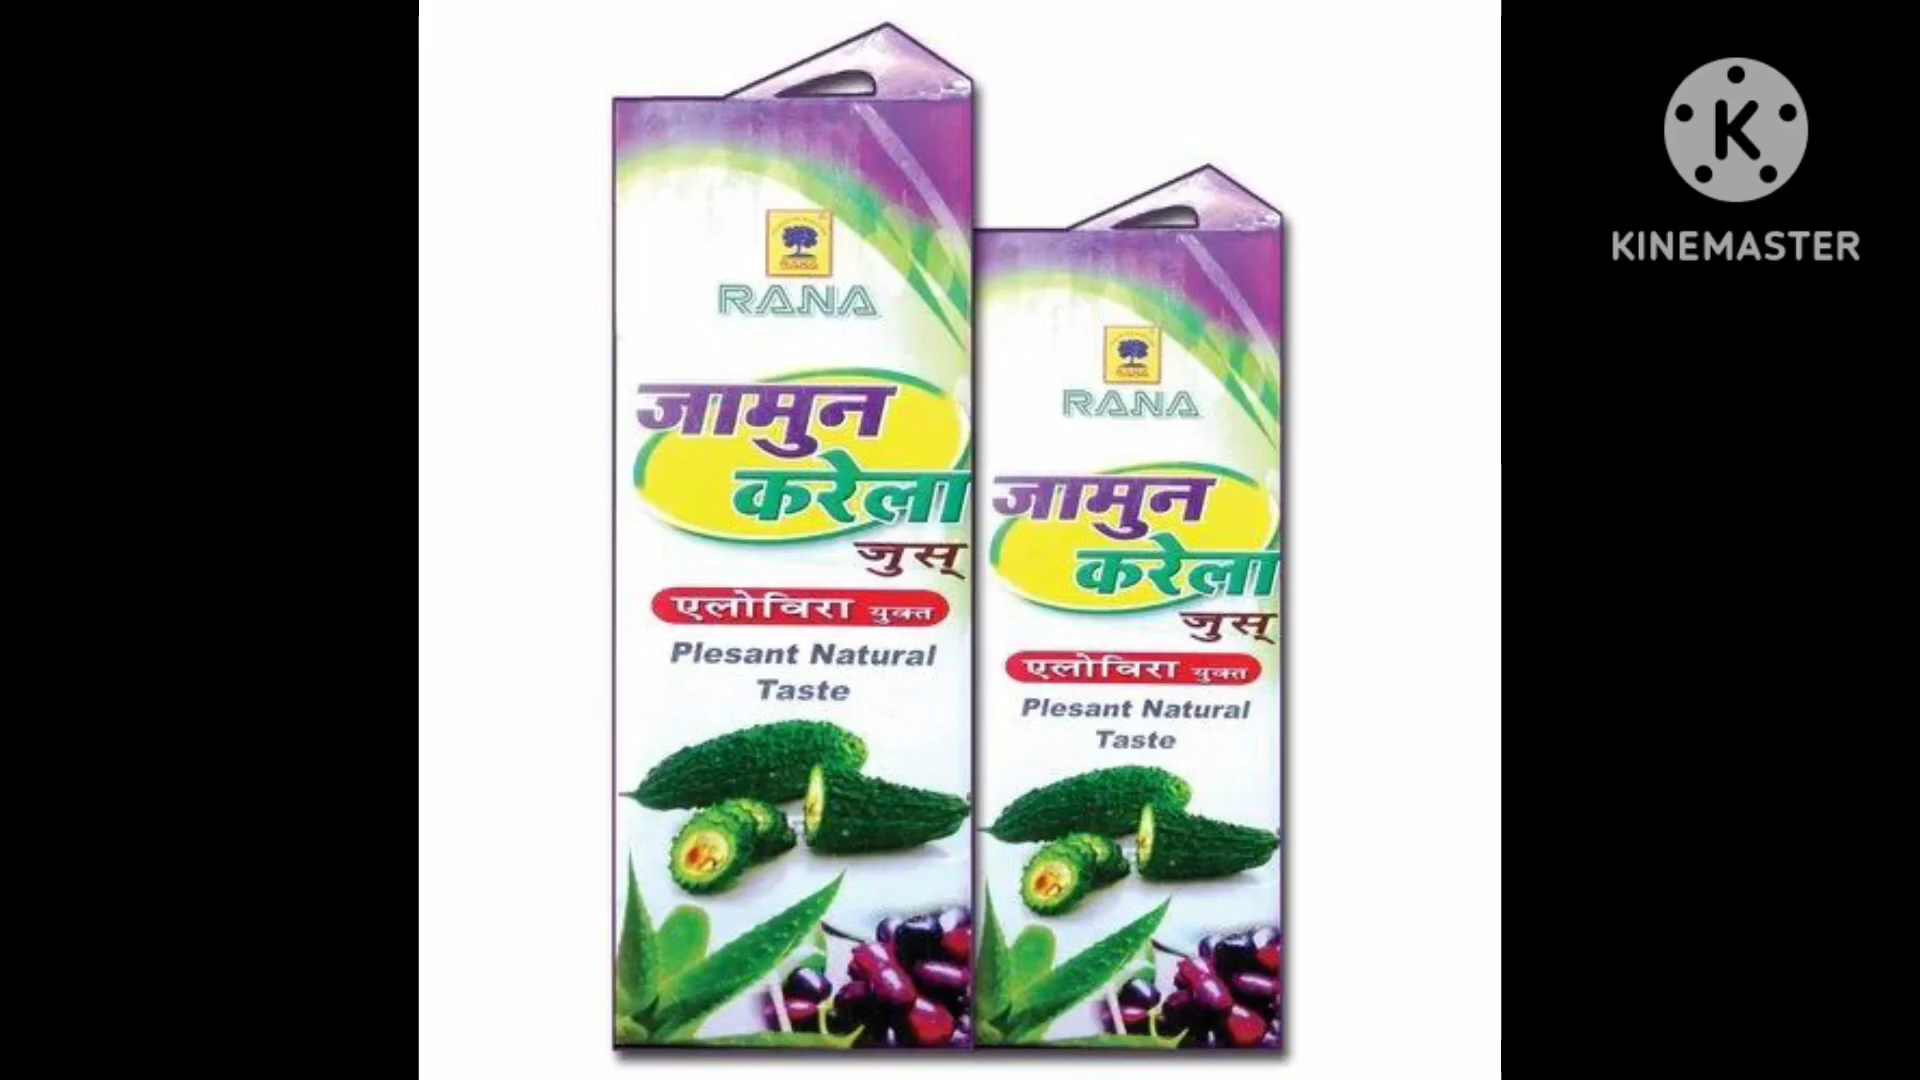 RANA
जामुन
करेला
जुस्
एलोविरा युक्त
Plesant Natural
Taste
RANA
जामुन
करेला
जुस्
एलोविरा युक्त
Plesant Natural
Taste
KINEMASTER